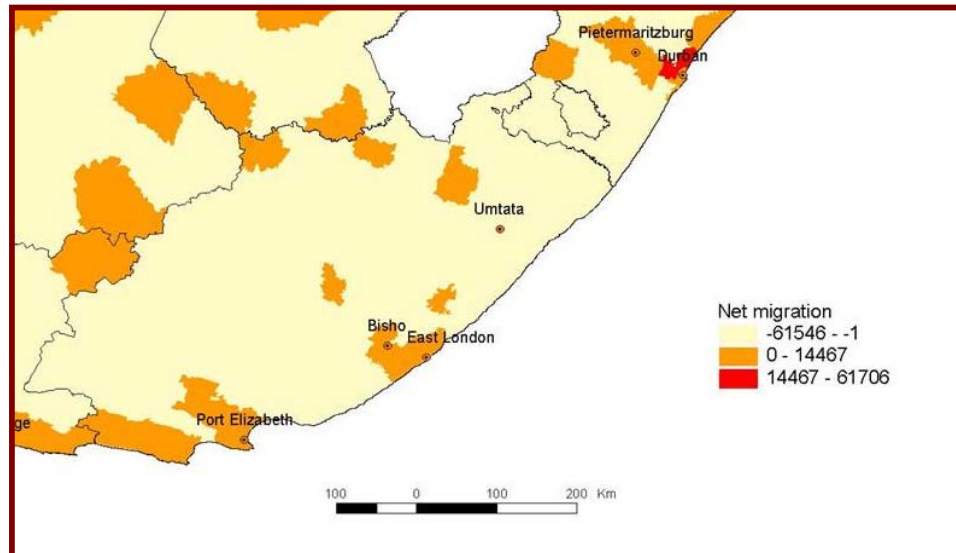 Pietermaritzburg
Durban
Umtata
Bisho
East London
Port Elizabeth
ge
Net migration
-61546 - -1
0 - 14467
14467 - 61706
100 0 100 200 Km